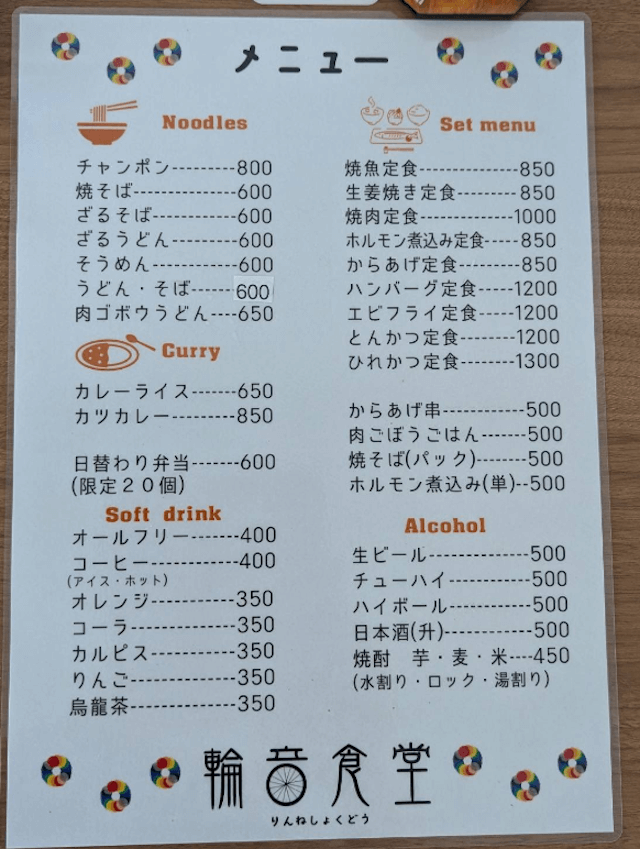 メニュー
Noodles
チャンポン---------800
焼そば--------------600
ざるそば-----------600
ざるうどん---------600
そうめん-----------600
うどん・そば------600
肉ゴボウうどん----650
Curry
カレーライス-------650
カツカレー---------850
日替わり弁当-------600
(限定２０個)
Soft drink
オールフリー-------400
コーヒー-----------400
(アイス・ホット)
オレンジ-----------350
コーラ--------------350
カルピス-----------350
りんご--------------350
烏龍茶--------------350
Set menu
焼魚定食-------------850
生姜焼き定食--------850
焼肉定食------------1000
ホルモン煮込み定食-----850
からあげ定食--------850
ハンバーグ定食-----1200
エビフライ定食-----1200
とんかつ定食-------1200
ひれかつ定食-------1300
からあげ串------------500
肉ごぼうごはん-------500
焼そば(パック)-------500
ホルモン煮込み(単)--500
Alcohol
生ビール--------------500
チューハイ-----------500
ハイボール-----------500
日本酒(升)------------500
焼酎　芋・麦・米---450
(水割り・ロック・湯割り)
輪音食堂
りんねしょくどう